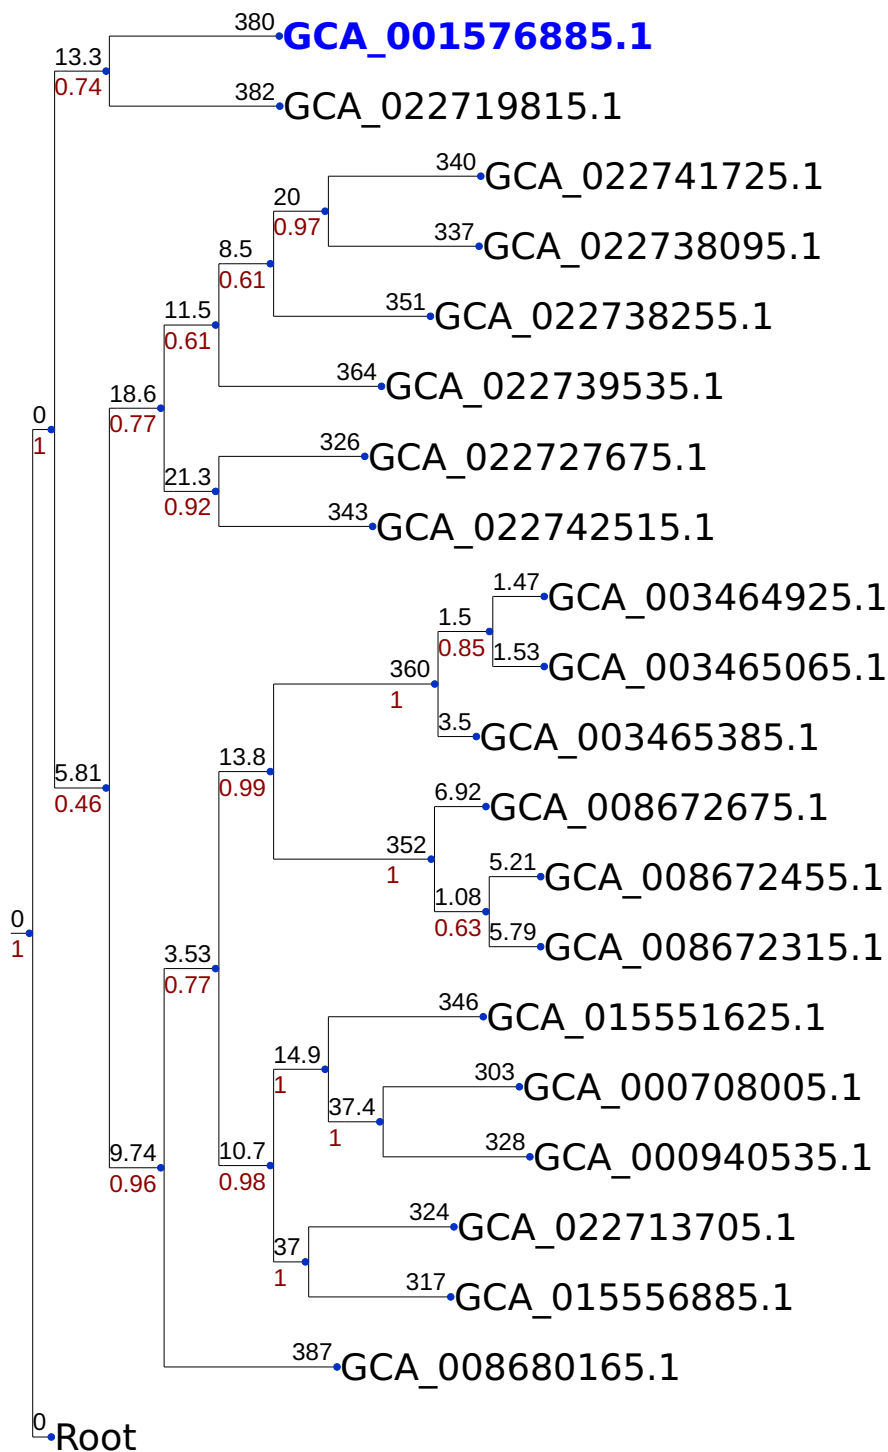 380 GCA_001576885.1
13.3
0.74
382 GCA_022719815.1
340 GCA_022741725.1
20
0.97
337 GCA_022738095.1
8.5
0.61
351 GCA_022738255.1
11.5
0.61
364 GCA_022739535.1
18.6
0.77
0
1
326 GCA_022727675.1
21.3
0.92
343 GCA_022742515.1
1.47 GCA_003464925.1
1.5
0.85
1.53 GCA_003465065.1
360
1
3.5 GCA_003465385.1
13.8
0.99
5.81
0.46
6.92 GCA_008672675.1
352
1
5.21 GCA_008672455.1
1.08
0.63
0
1
5.79 GCA_008672315.1
3.53
0.77
346 GCA_015551625.1
14.9
1
303 GCA_000708005.1
37.4
1
328 GCA_000940535.1
10.7
0.98
9.74
0.96
324 GCA_022713705.1
37
1
317 GCA_015556885.1
387 GCA_008680165.1
0 Root